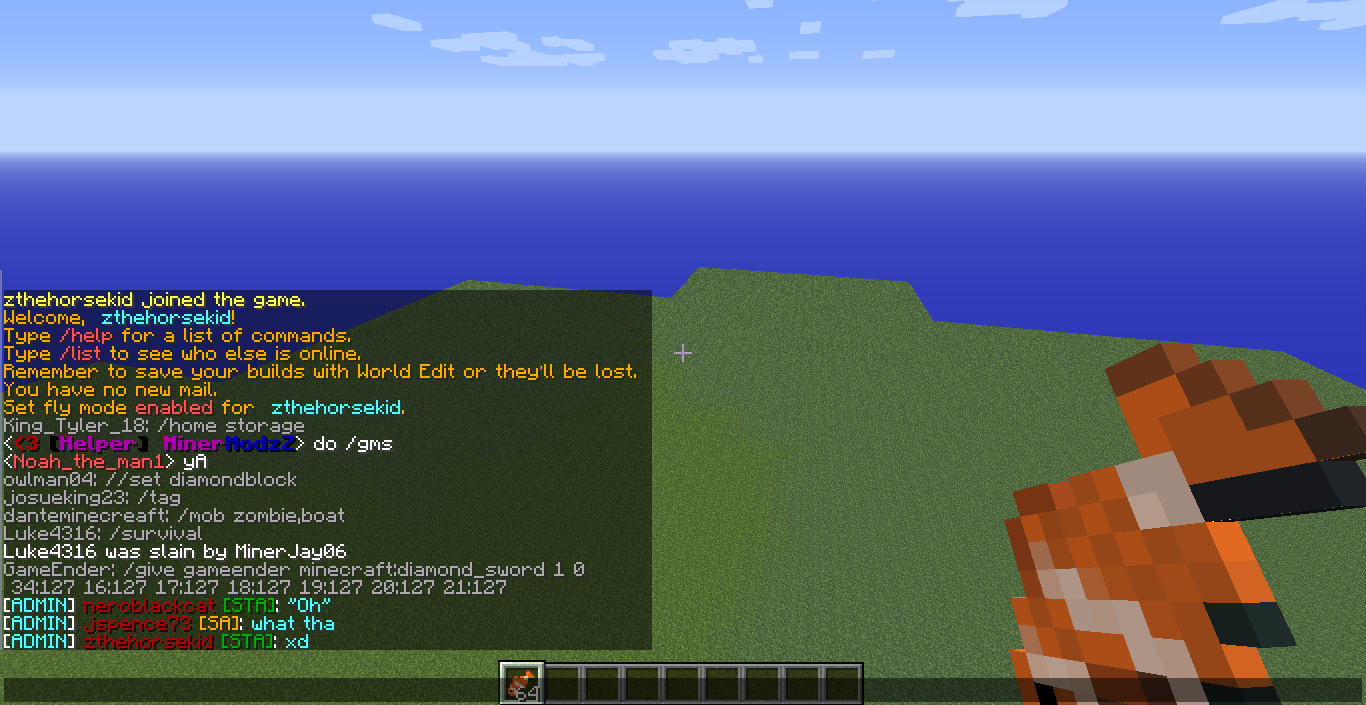 zthehorsekid joined the game.
Welcome, zthehorsekid!
Type /help for a list of commands.
Type /list to see who else is online.
Remember to save your builds with World Edit or they'll be lost.
You have no new mail.
Set fly mode enabled for zthehorsekid.
King_Tyler_18: /home storage
<<3 [Helper] MinerModzZ> do /gms
<Noah_the_man1> yA
owlman04: //set diamondblock
josueking23: /tag
danteminecreaft: /mob zombie,boat
Luke4316: /survival
Luke4316 was slain by MinerJay06
GameEnder: /give gameender minecraft:diamond_sword 1 0
34:127 16:127 17:127 18:127 19:127 20:127 21:127
[ADMIN] neroblackcat [STA]: "Oh"
[ADMIN] jspence73 [SA]: what tha
[ADMIN] zthehorsekid [STA]: xd
64